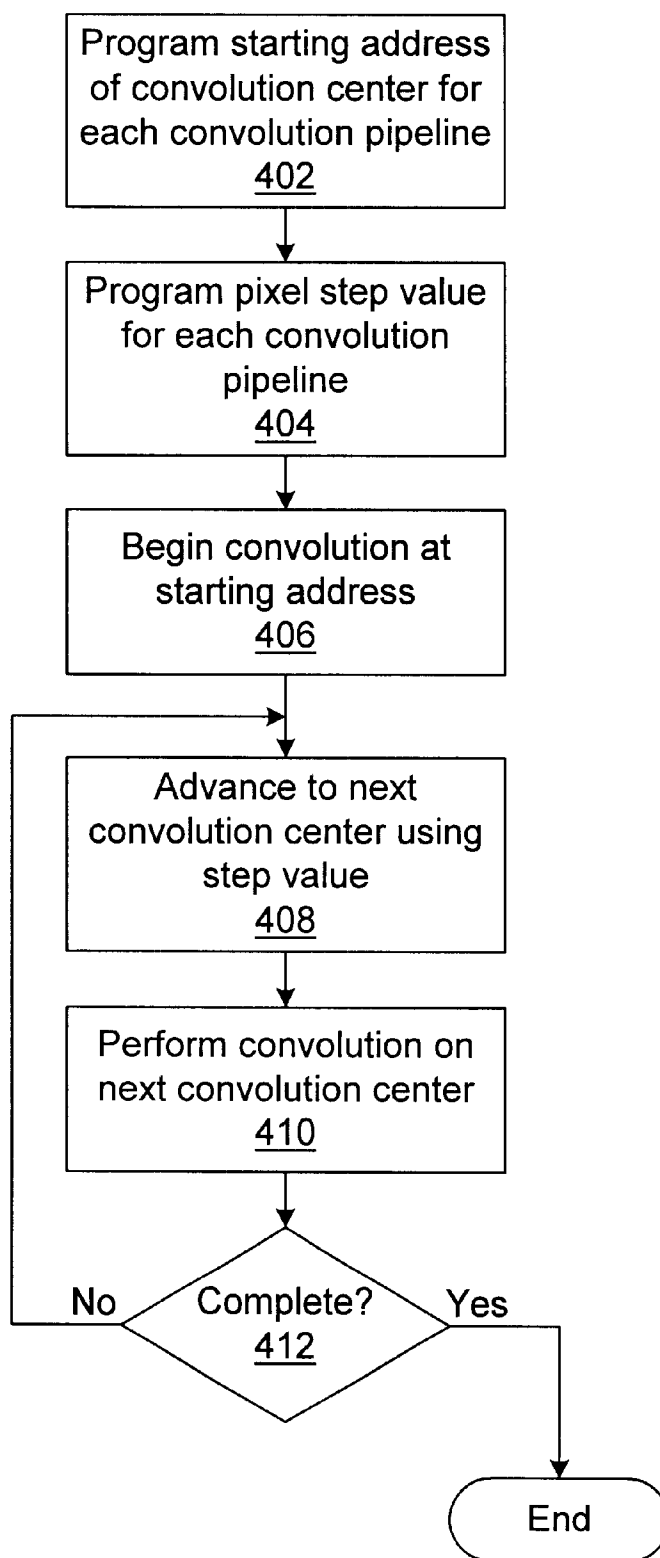 Program starting address
of convolution center for
each convolution pipeline
402
Program pixel step value
for each convolution
pipeline
404
Begin convolution at
starting address
406
Advance to next
convolution center using
step value
408
Perform convolution on
next convolution center
410
No
Complete?
Yes
412
End